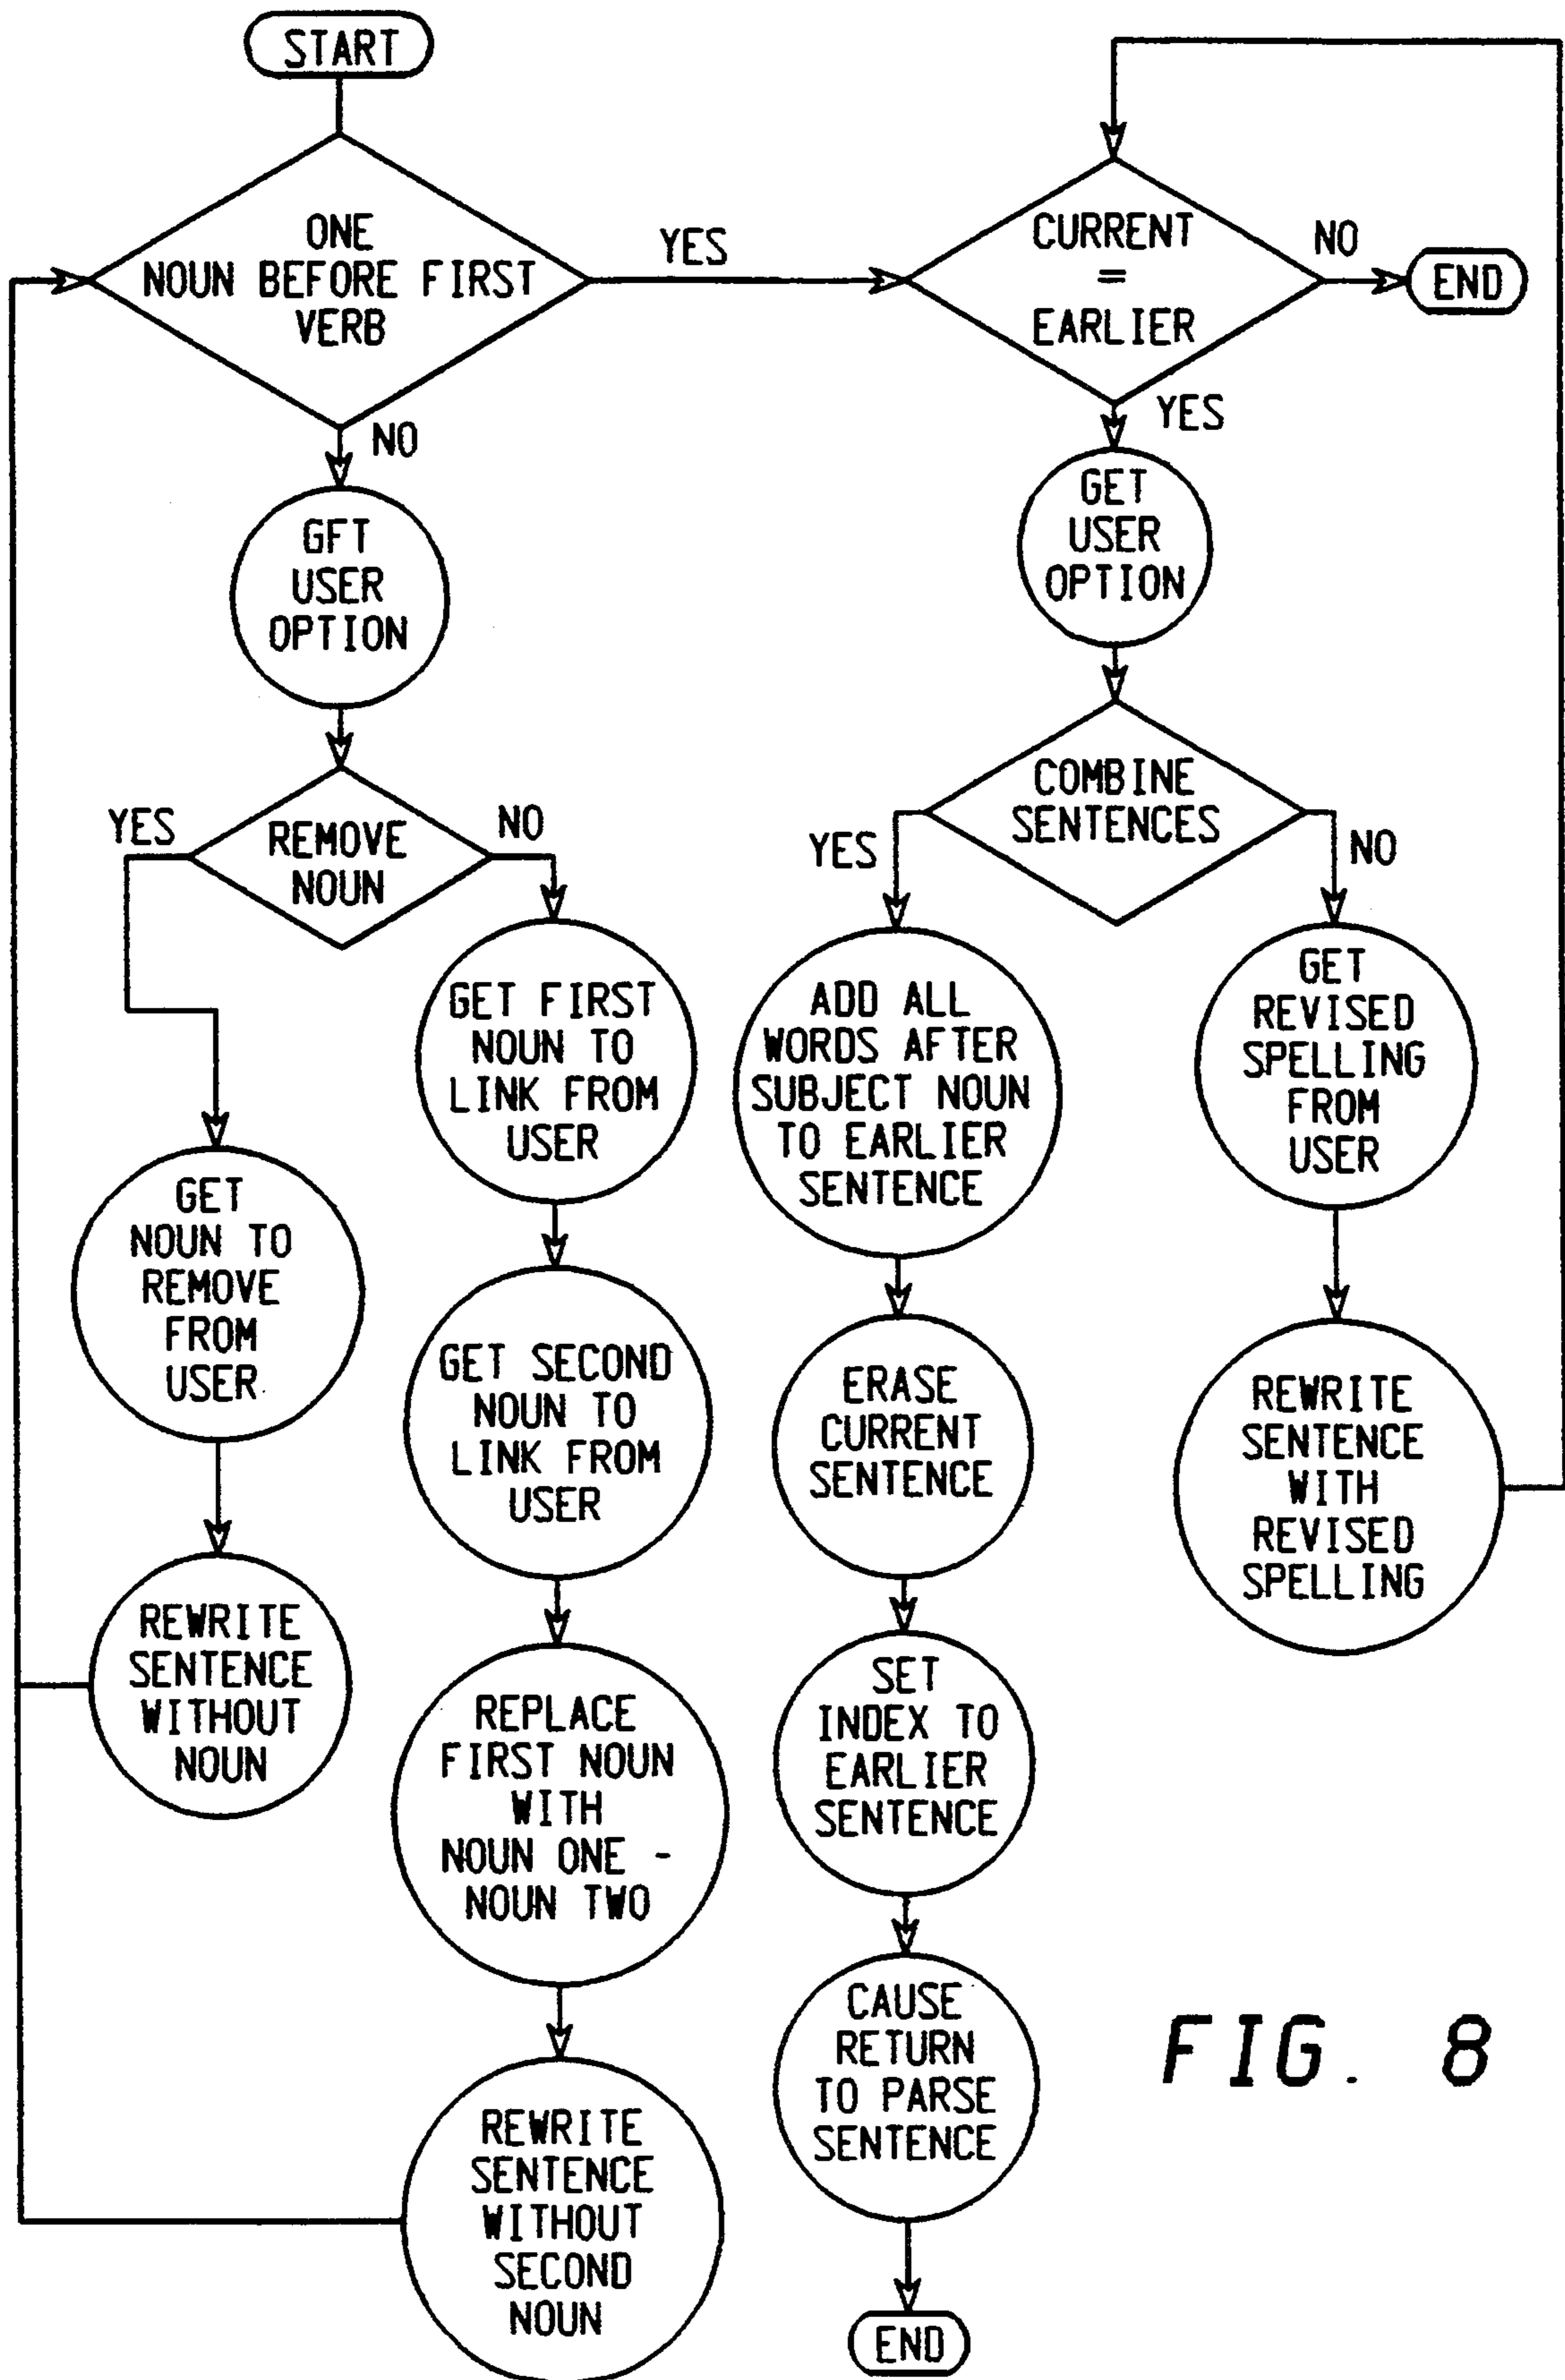 START
ONE
NOUN BEFORE FIRST
VERB
YES
NO
GFT
USER
OPTION
REMOVE
NOUN
YES
NO
GET
NOUN TO
REMOVE
FROM
USER
REWRITE
SENTENCE
WITHOUT
NOUN
GET FIRST
NOUN TO
LINK FROM
USER
GET SECOND
NOUN TO
LINK FROM
USER
REPLACE
FIRST NOUN
WITH
NOUN ONE -
NOUN TWO
REWRITE
SENTENCE
WITHOUT
SECOND
NOUN
CURRENT
=
EARLIER
NO
END
YES
GET
USER
OPTION
COMBINE
SENTENCES
YES
NO
ADD ALL
WORDS AFTER
SUBJECT NOUN
TO EARLIER
SENTENCE
ERASE
CURRENT
SENTENCE
SET
INDEX TO
EARLIER
SENTENCE
CAUSE
RETURN
TO PARSE
SENTENCE
END
GET
REVISED
SPELLING
FROM
USER
REWRITE
SENTENCE
WITH
REVISED
SPELLING
FIG. 8